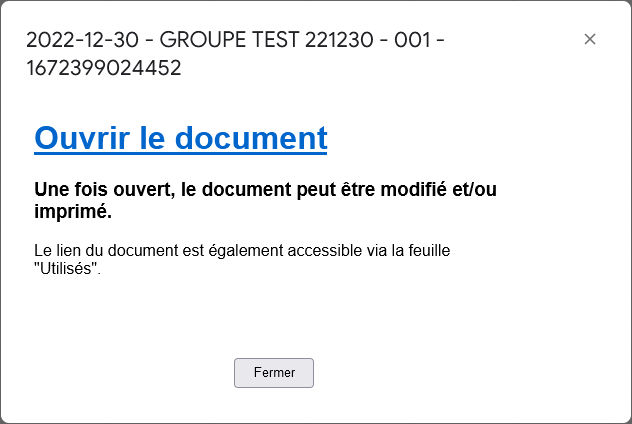 2022-12-30 - GROUPE TEST 221230 - 001 -
1672399024452
Ouvrir le document
Une fois ouvert, le document peut être modifié et/ou
imprimé.
Le lien du document est également accessible via la feuille
"Utilisés".
Fermer